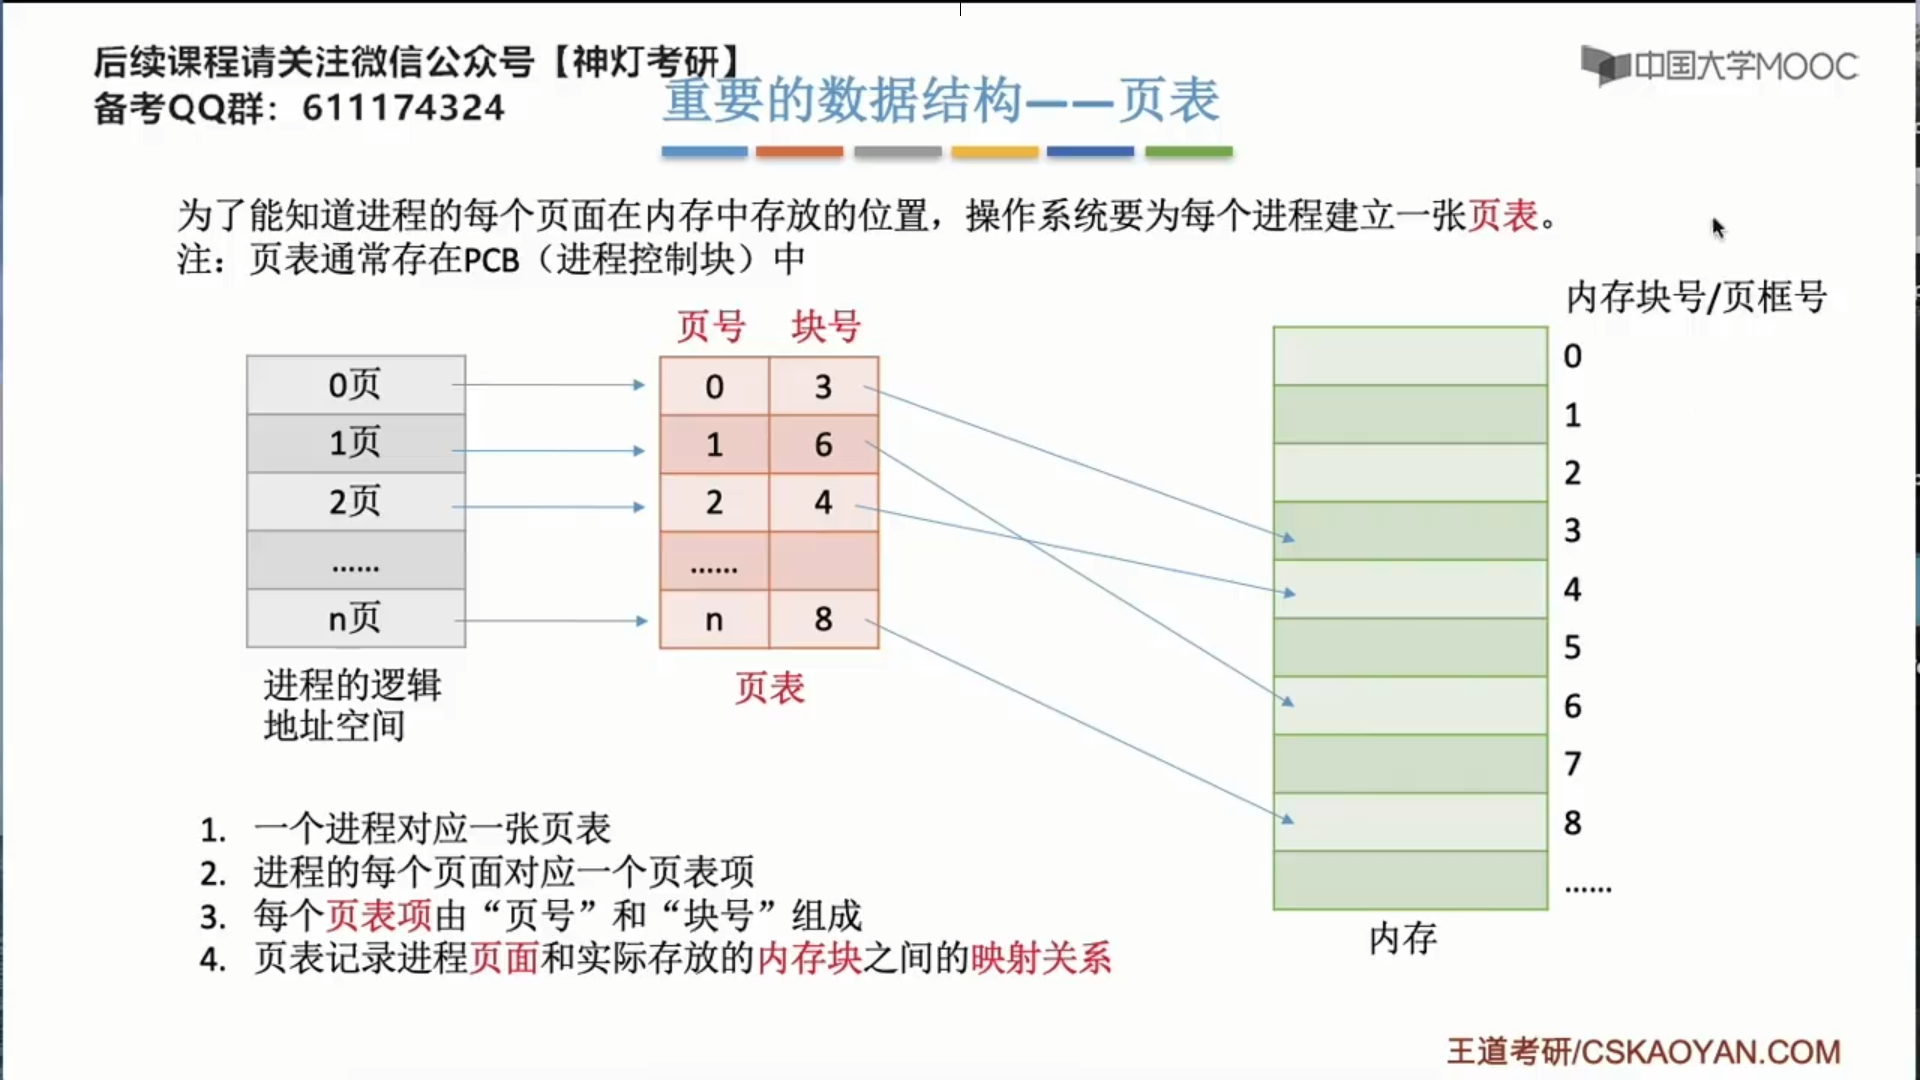 后续课程请关注微信公众号【神灯考研】
备考QQ群：611174324
中国大学MOOC
重要的数据结构——页表
为了能知道进程的每个页面在内存中存放的位置，操作系统要为每个进程建立一张页表。
注：页表通常存在PCB（进程控制块）中
内存块号/页框号
页号 块号
0页
1页
2页
……
n页
0 3
1 6
2 4
……
n 8
0
1
2
3
4
5
6
7
8
……
进程的逻辑
地址空间
页表
内存
1. 一个进程对应一张页表
2. 进程的每个页面对应一个页表项
3. 每个页表项由“页号”和“块号”组成
4. 页表记录进程页面和实际存放的内存块之间的映射关系
王道考研/CSKAOYAN.COM